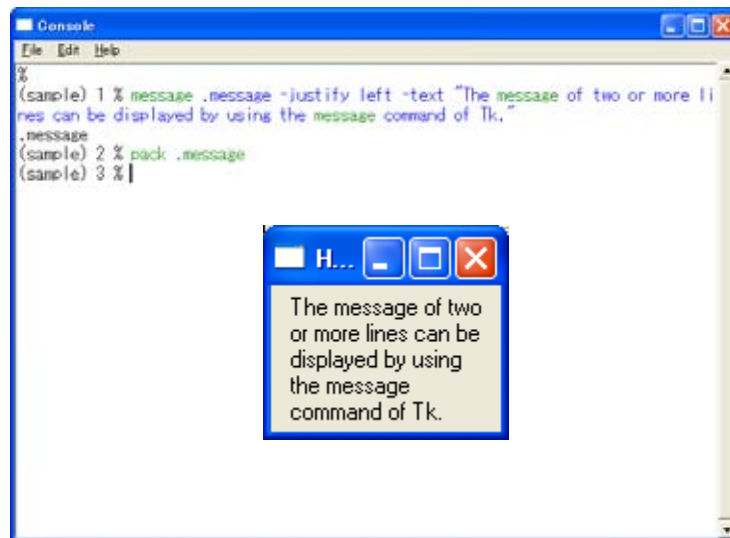 Console
File Edit Help
%
(sample) 1 % message .message -justify left -text "The message of two or more li
nes can be displayed by using the message command of Tk."
.message
(sample) 2 % pack .message
(sample) 3 %
H...
The message of two
or more lines can be
displayed by using
the message
command of Tk.